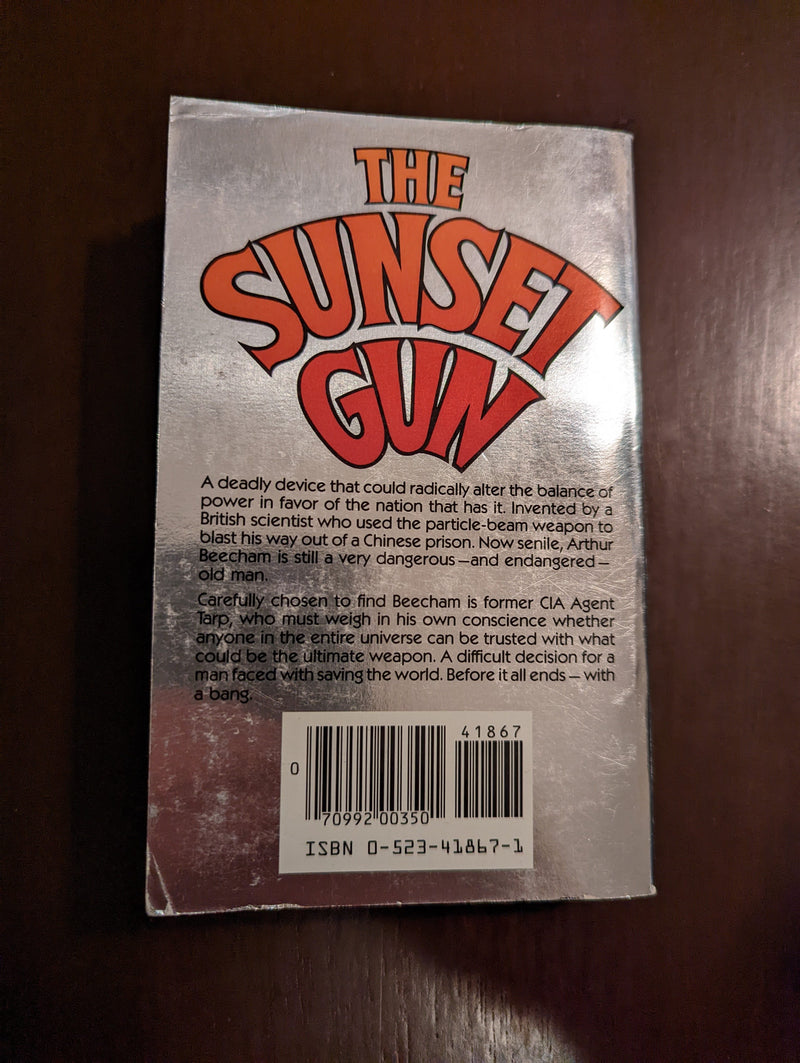 THE
SUNSET
GUN
A deadly device that could radically alter the balance of
power in favor of the nation that has it. Invented by a
British scientist who used the particle-beam weapon to
blast his way out of a Chinese prison. Now senile, Arthur
Beecham is still a very dangerous—and endangered—
old man.
Carefully chosen to find Beecham is former CIA Agent
Tarp, who must weigh in his own conscience whether
anyone in the entire universe can be trusted with what
could be the ultimate weapon. A difficult decision for a
man faced with saving the world. Before it all ends—with
a bang.
41867
0
70992 00350
ISBN 0-523-41867-1